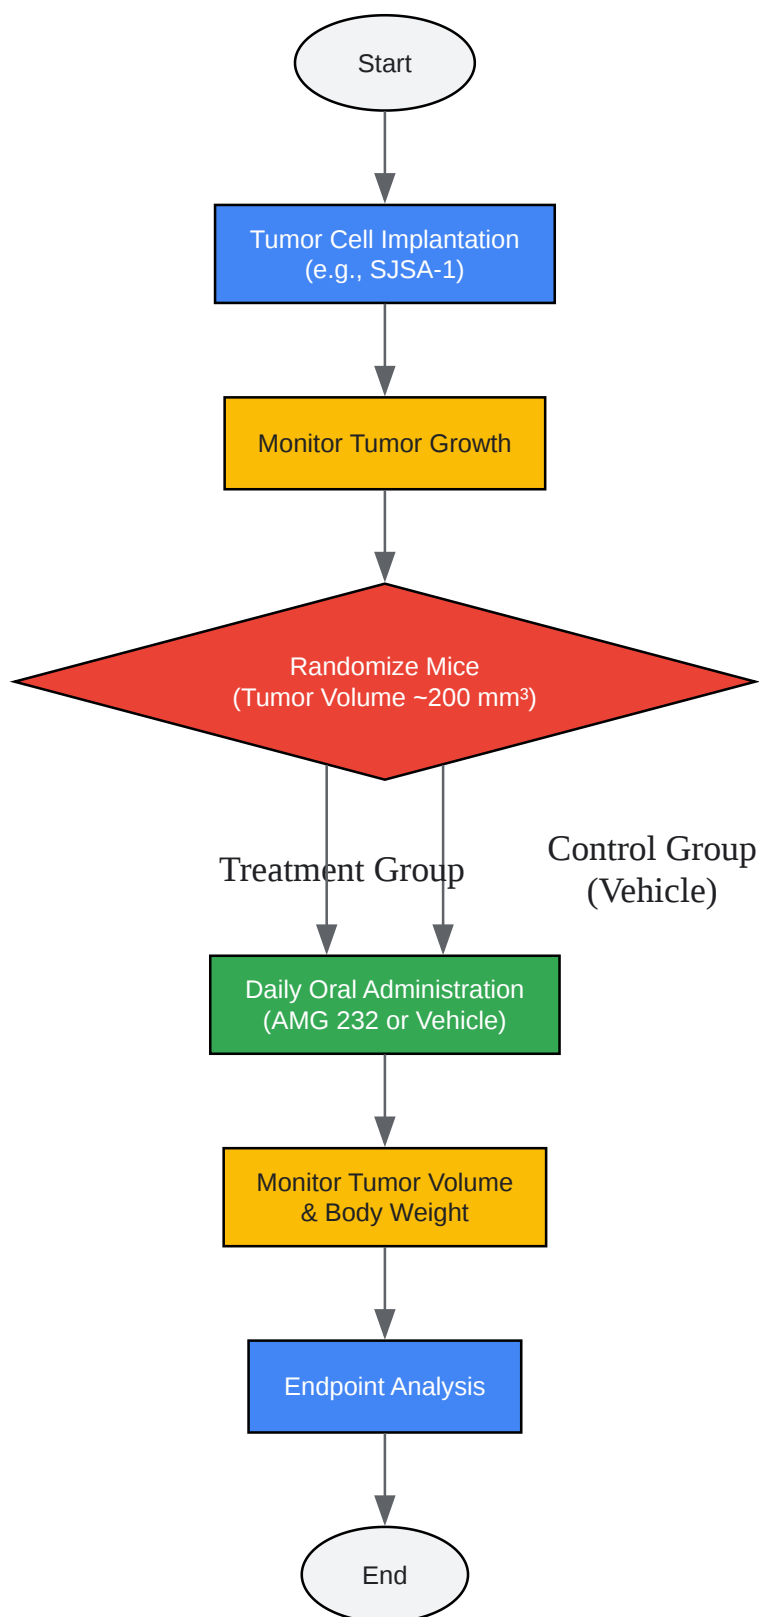 Start
Tumor Cell Implantation
(e.g., SJSA-1)
Monitor Tumor Growth
Randomize Mice
(Tumor Volume ~200 mm³)
Treatment Group
Control Group
(Vehicle)
Daily Oral Administration
(AMG 232 or Vehicle)
Monitor Tumor Volume
& Body Weight
Endpoint Analysis
End